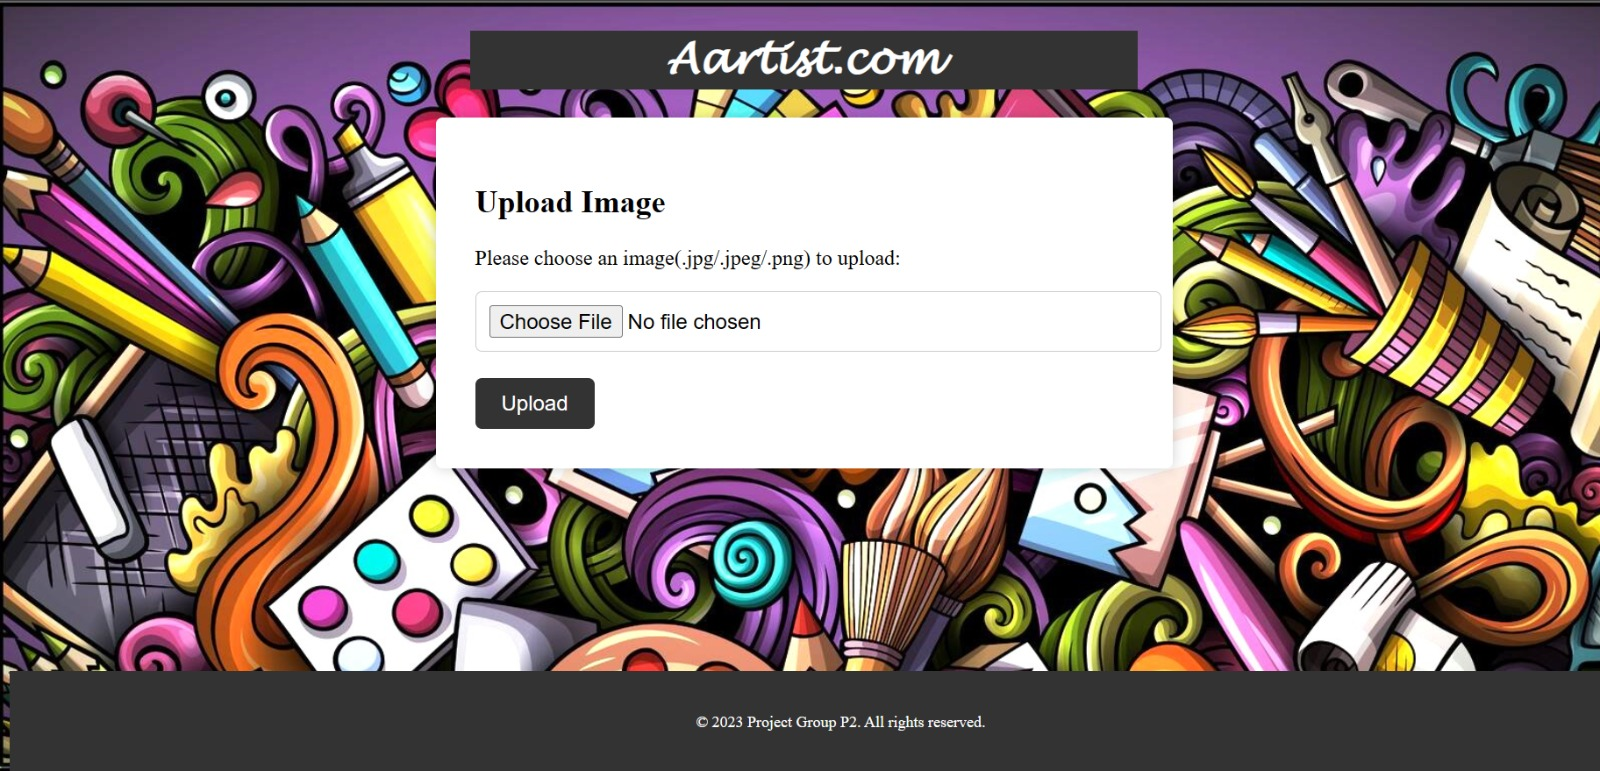 Aartist.com
Upload Image
Please choose an image(.jpg/.jpeg/.png) to upload:
Choose File No file chosen
Upload
© 2023 Project Group P2. All rights reserved.